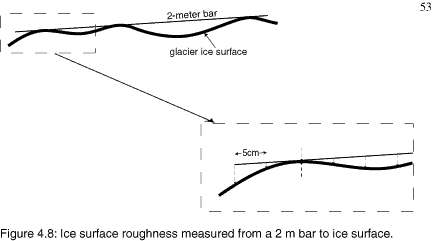 53
2-meter bar
glacier ice surface
5cm
Figure 4.8: Ice surface roughness measured from a 2 m bar to ice surface.